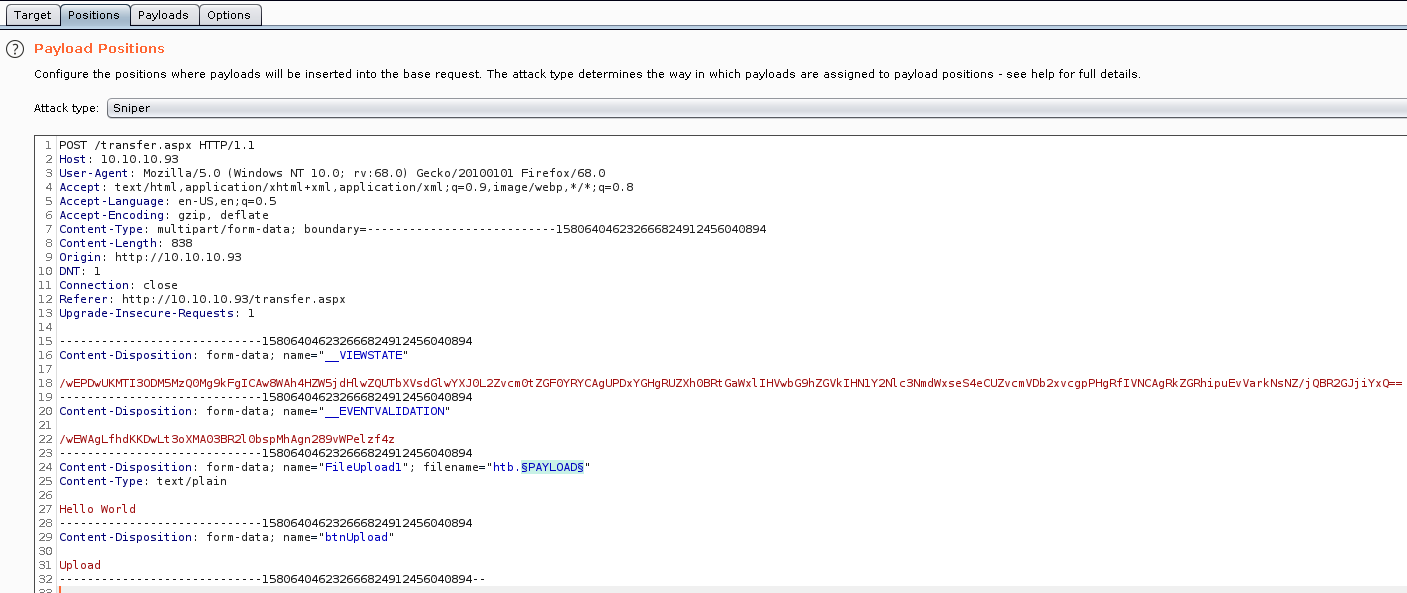 Target Positions Payloads Options
? Payload Positions
Configure the positions where payloads will be inserted into the base request. The attack type determines the way in which payloads are assigned to payload positions - see help for full details.
Attack type: Sniper
1 POST /transfer.aspx HTTP/1.1
2 Host: 10.10.10.93
3 User-Agent: Mozilla/5.0 (Windows NT 10.0; rv:68.0) Gecko/20100101 Firefox/68.0
4 Accept: text/html,application/xhtml+xml,application/xml;q=0.9,image/webp,*/*;q=0.8
5 Accept-Language: en-US,en;q=0.5
6 Accept-Encoding: gzip, deflate
7 Content-Type: multipart/form-data; boundary=---------------------------158064046232666824912456040894
8 Content-Length: 838
9 Origin: http://10.10.10.93
10 DNT: 1
11 Connection: close
12 Referer: http://10.10.10.93/transfer.aspx
13 Upgrade-Insecure-Requests: 1
14
15 -----------------------------158064046232666824912456040894
16 Content-Disposition: form-data; name="__VIEWSTATE"
17
18 /wEPDwUKMTI3ODM5MzQ0Mg9kFgICAw8WAh4HZW5jdHlwZQUTbXVsdGlwYXJ0L2Zvcm0tZGF0YRYCAgUPDxYGHgRUZXh0BRtGaWxlIHVwbG9hZGVkIHN1Y2Nlc3NmdWxseS4eCUZvcmVDb2xvcgpPHgRfIVNCAgRkZGRhipuEvVarkNsNZ/jQBR2GJjiYxQ==
19 -----------------------------158064046232666824912456040894
20 Content-Disposition: form-data; name="__EVENTVALIDATION"
21
22 /wEWAgLfhdKKDwLt3oXMA03BR2l0bspMhAgn289vWPelzf4z
23 -----------------------------158064046232666824912456040894
24 Content-Disposition: form-data; name="FileUpload1"; filename="htb.§PAYLOAD§"
25 Content-Type: text/plain
26
27 Hello World
28 -----------------------------158064046232666824912456040894
29 Content-Disposition: form-data; name="btnUpload"
30
31 Upload
32 -----------------------------158064046232666824912456040894--
33